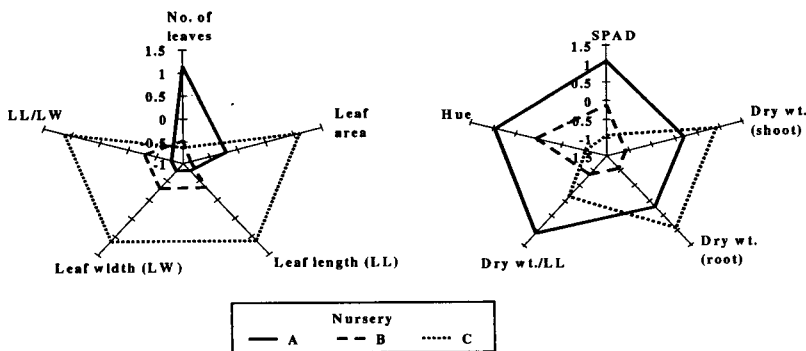 No. of
leaves
1.5
1
0.5
0
-0.5
-1
LL/LW
Leaf
area
Leaf width (LW)
Leaf length (LL)
SPAD
1.5
1
0.5
0
-0.5
-1
Hue
Dry wt.
(shoot)
Dry wt./LL
Dry wt.
(root)
Nursery
A B C